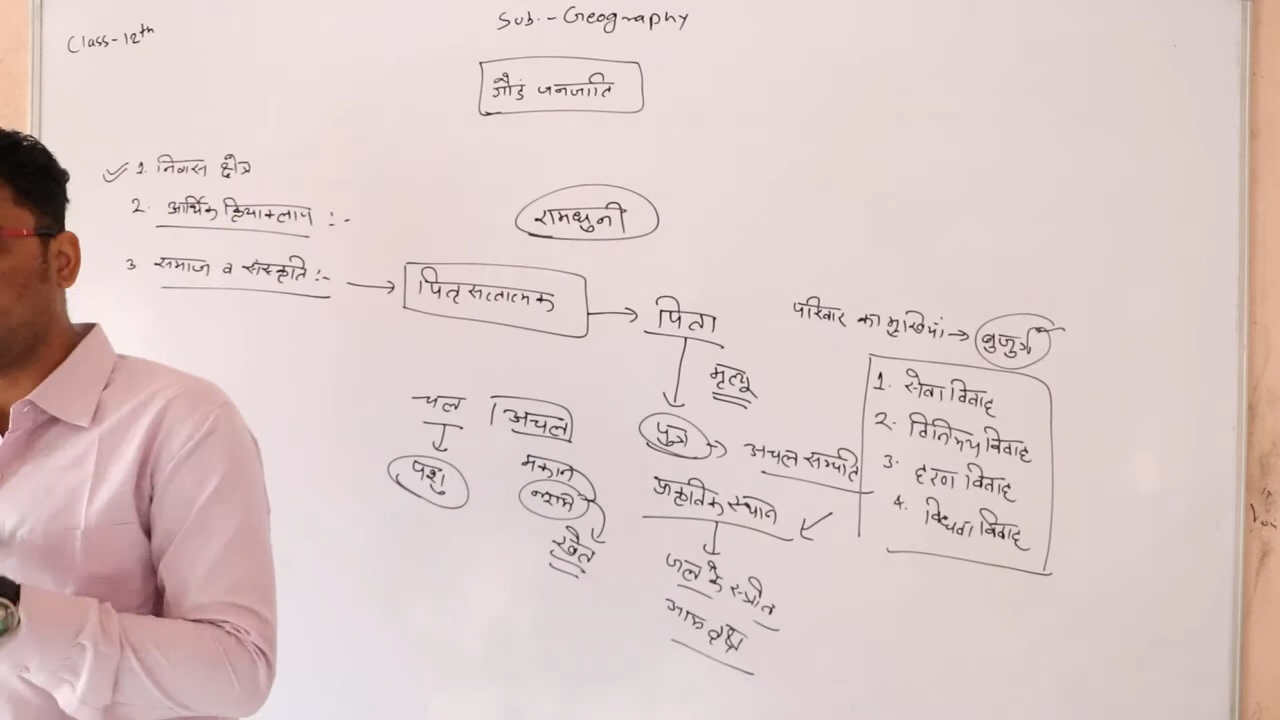 Class-12th
Sub.- Geography
गौंड जनजाति
1. निवास क्षेत्र
2. आर्थिक क्रियाकलाप :-
रामधुनी
3 समाज व संस्कृति :-
पितृसत्तात्मक
पिता
परिवार का मुखियां → बुजुर्ग
मृत्यू
1. सेवा विवाह
2. विनिमय विवाह
3. हरण विवाह
4. विधवा विवाह
चल
अचल
पुत्र
अचल सम्पति
पशु
मकान
खेत
प्राकृतिक स्थान
जल के स्त्रोत